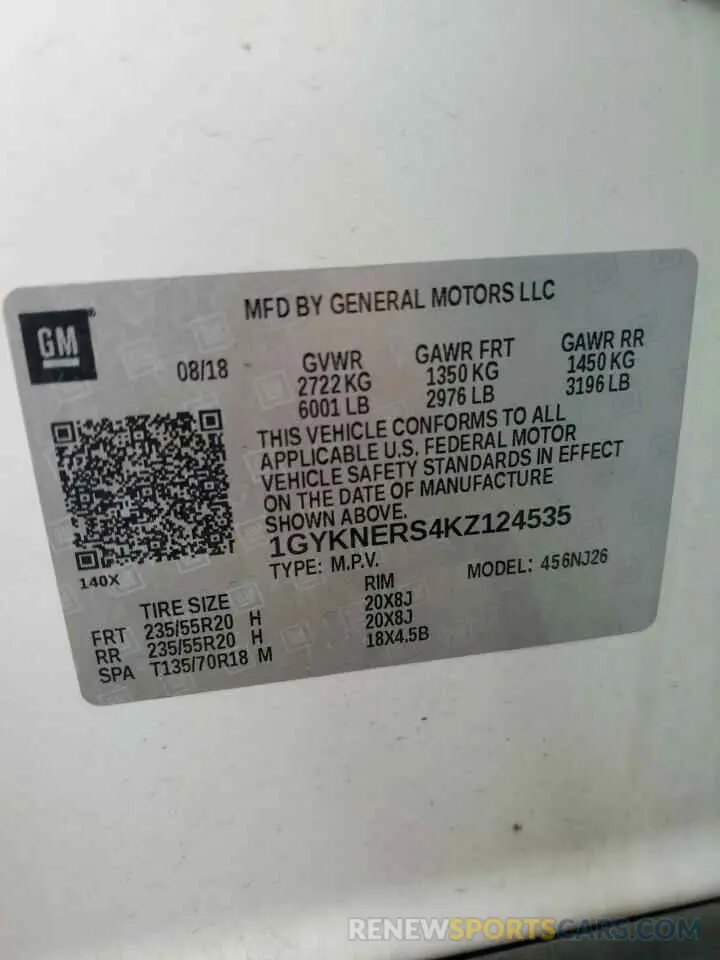 MFD BY GENERAL MOTORS LLC
GM
08/18
GVWR GAWR FRT GAWR RR
2722 KG 1350 KG 1450 KG
6001 LB 2976 LB 3196 LB
THIS VEHICLE CONFORMS TO ALL
APPLICABLE U.S. FEDERAL MOTOR
VEHICLE SAFETY STANDARDS IN EFFECT
ON THE DATE OF MANUFACTURE
SHOWN ABOVE.
1GYKNERS4KZ124535
140X
TYPE: M.P.V. MODEL: 456NJ26
TIRE SIZE RIM
FRT 235/55R20 H 20X8J
RR 235/55R20 H 20X8J
SPA T135/70R18 M 18X4.5B
RENEWSPORTSCARS.COM